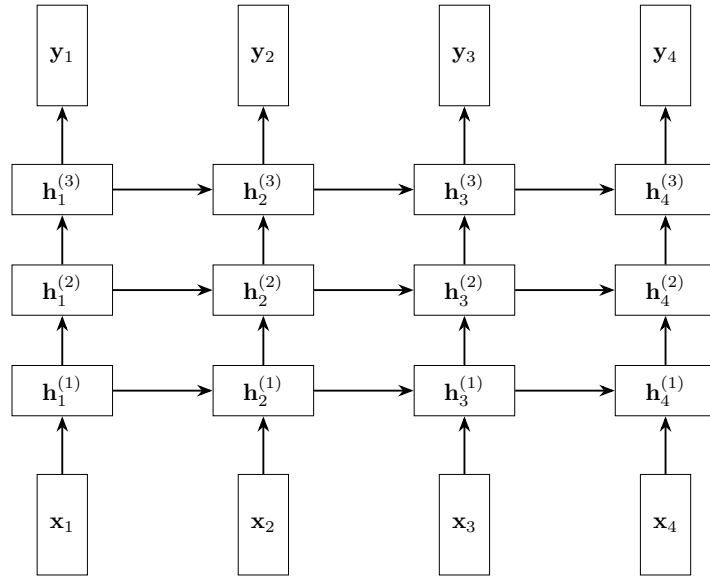 y₁ y₂ y₃ y₄
h₁⁽³⁾ h₂⁽³⁾ h₃⁽³⁾ h₄⁽³⁾
h₁⁽²⁾ h₂⁽²⁾ h₃⁽²⁾ h₄⁽²⁾
h₁⁽¹⁾ h₂⁽¹⁾ h₃⁽¹⁾ h₄⁽¹⁾
x₁ x₂ x₃ x₄